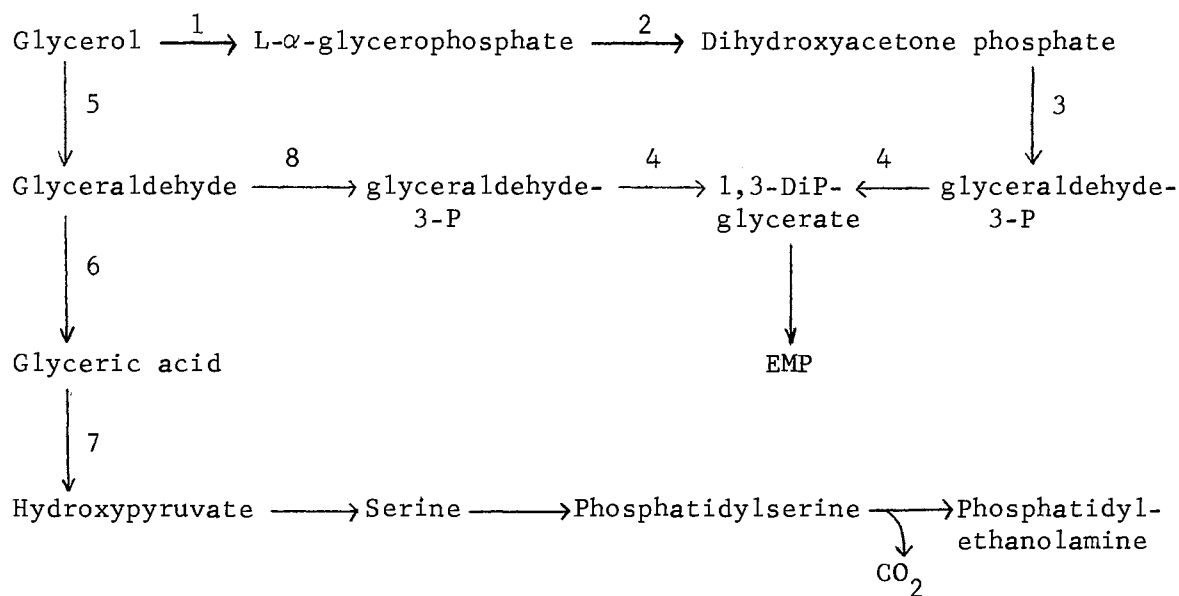 1 2
Glycerol L-α-glycerophosphate Dihydroxyacetone phosphate
5 3
8 4 4
Glyceraldehyde glyceraldehyde- 1,3-DiP- glyceraldehyde-
3-P glycerate 3-P
6
Glyceric acid EMP
7
Hydroxypyruvate Serine Phosphatidylserine Phosphatidyl-
ethanolamine
CO2